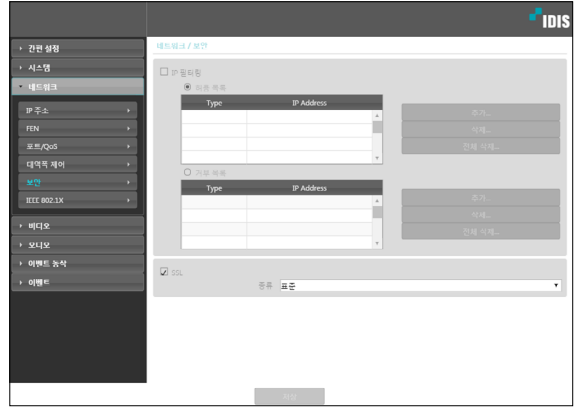 IDIS
간편 설정
네트워크 / 보안
시스템
네트워크
IP 주소
FEN
포트/QoS
대역폭 제어
보안
IEEE 802.1X
비디오
오디오
이벤트 동작
이벤트
IP 필터링
허용 목록
Type IP Address
추가...
삭제...
전체 삭제...
거부 목록
Type IP Address
추가...
삭제...
전체 삭제...
SSL
종류 표준
저장